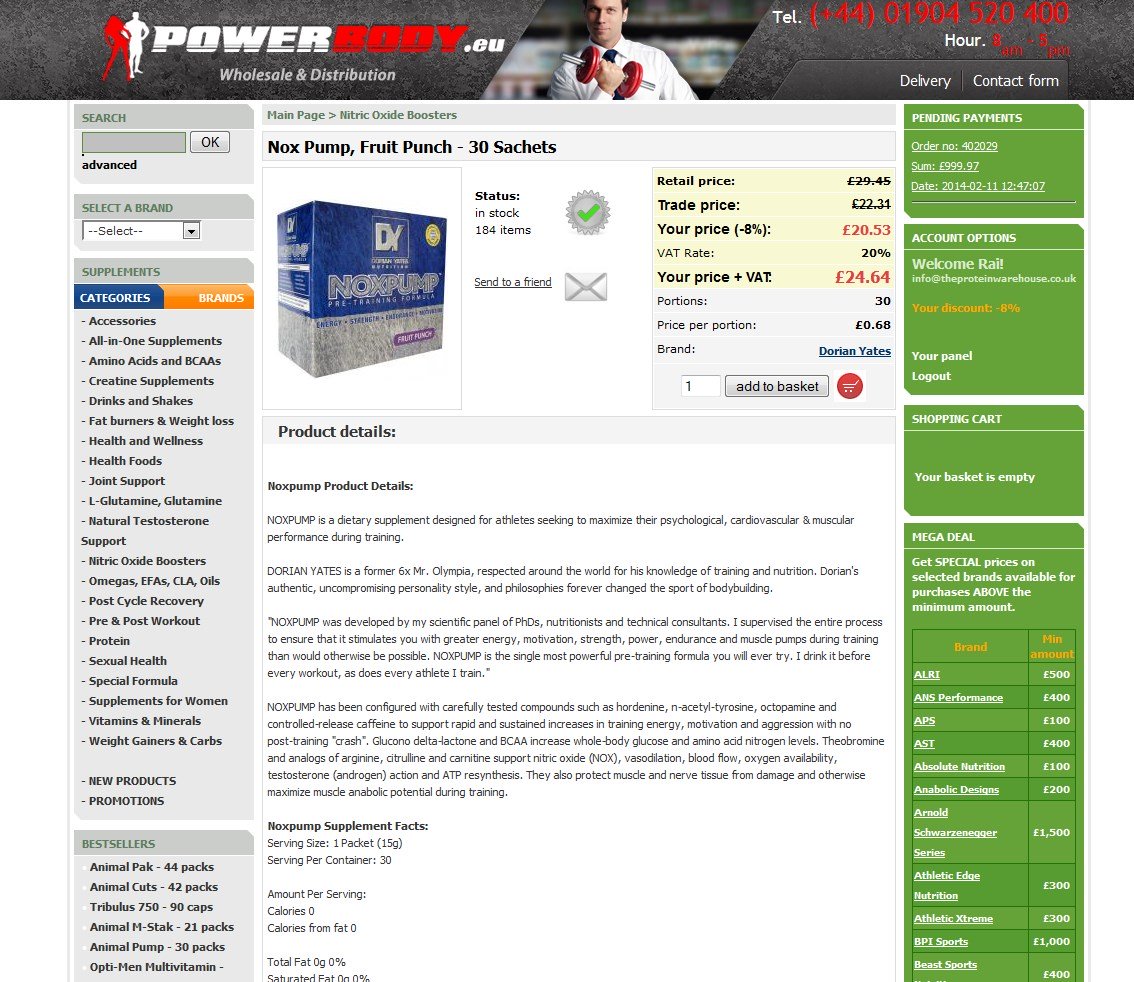 POWERBODY.eu
Wholesale & Distribution
Tel. (+44) 01904 520 400
Hour. 8am - 5pm
Delivery
Contact form
SEARCH
OK
advanced
SELECT A BRAND
--Select--
SUPPLEMENTS
CATEGORIES
BRANDS
- Accessories
- All-in-One Supplements
- Amino Acids and BCAAs
- Creatine Supplements
- Drinks and Shakes
- Fat burners & Weight loss
- Health and Wellness
- Health Foods
- Joint Support
- L-Glutamine, Glutamine
- Natural Testosterone
Support
- Nitric Oxide Boosters
- Omegas, EFAs, CLA, Oils
- Post Cycle Recovery
- Pre & Post Workout
- Protein
- Sexual Health
- Special Formula
- Supplements for Women
- Vitamins & Minerals
- Weight Gainers & Carbs
- NEW PRODUCTS
- PROMOTIONS
BESTSELLERS
Animal Pak - 44 packs
Animal Cuts - 42 packs
Tribulus 750 - 90 caps
Animal M-Stak - 21 packs
Animal Pump - 30 packs
Opti-Men Multivitamin -
Main Page > Nitric Oxide Boosters
Nox Pump, Fruit Punch - 30 Sachets
DY
DORIAN YATES
NUTRITION
NOXPUMP
PRE-TRAINING FORMULA
ENERGY • STRENGTH • ENDURANCE • MOTIVATION
FRUIT PUNCH
Status:
in stock
184 items
Send to a friend
Retail price: £29.45
Trade price: £22.31
Your price (-8%): £20.53
VAT Rate: 20%
Your price + VAT: £24.64
Portions: 30
Price per portion: £0.68
Brand: Dorian Yates
1
add to basket
Product details:
Noxpump Product Details:
NOXPUMP is a dietary supplement designed for athletes seeking to maximize their psychological, cardiovascular & muscular
performance during training.
DORIAN YATES is a former 6x Mr. Olympia, respected around the world for his knowledge of training and nutrition. Dorian's
authentic, uncompromising personality style, and philosophies forever changed the sport of bodybuilding.
"NOXPUMP was developed by my scientific panel of PhDs, nutritionists and technical consultants. I supervised the entire process
to ensure that it stimulates you with greater energy, motivation, strength, power, endurance and muscle pumps during training
than would otherwise be possible. NOXPUMP is the single most powerful pre-training formula you will ever try. I drink it before
every workout, as does every athlete I train."
NOXPUMP has been configured with carefully tested compounds such as hordenine, n-acetyl-tyrosine, octopamine and
controlled-release caffeine to support rapid and sustained increases in training energy, motivation and aggression with no
post-training "crash". Glucono delta-lactone and BCAA increase whole-body glucose and amino acid nitrogen levels. Theobromine
and analogs of arginine, citrulline and carnitine support nitric oxide (NOX), vasodilation, blood flow, oxygen availability,
testosterone (androgen) action and ATP resynthesis. They also protect muscle and nerve tissue from damage and otherwise
maximize muscle anabolic potential during training.
Noxpump Supplement Facts:
Serving Size: 1 Packet (15g)
Serving Per Container: 30
Amount Per Serving:
Calories 0
Calories from fat 0
Total Fat 0g 0%
Saturated Fat 0g 0%
PENDING PAYMENTS
Order no: 402029
Sum: £999.97
Date: 2014-02-11 12:47:07
ACCOUNT OPTIONS
Welcome Rai!
info@theproteinwarehouse.co.uk
Your discount: -8%
Your panel
Logout
SHOPPING CART
Your basket is empty
MEGA DEAL
Get SPECIAL prices on
selected brands available for
purchases ABOVE the
minimum amount.
Brand
Min
amount
ALRI £500
ANS Performance £400
APS £100
AST £400
Absolute Nutrition £100
Anabolic Designs £200
Arnold
Schwarzenegger £1,500
Series
Athletic Edge
Nutrition £300
Athletic Xtreme £300
BPI Sports £1,000
Beast Sports
£400